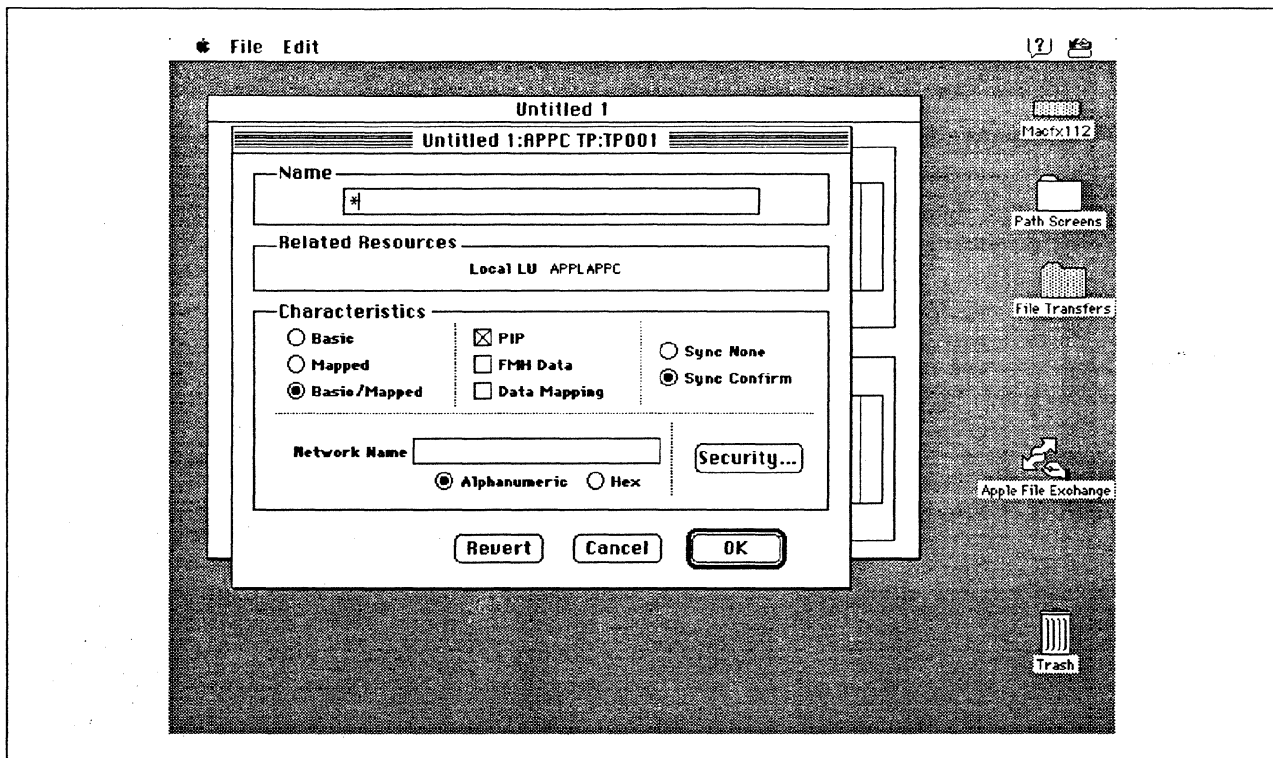 File Edit
Untitled 1
Untitled 1:APPC TP:TP001
Name
*
Related Resources
Local LU APPLAPPC
Characteristics
Basic
Mapped
Basic/Mapped
PIP
FMH Data
Data Mapping
Sync None
Sync Confirm
Network Name
Alphanumeric Hex
Security...
Revert Cancel OK
Macfx112
Path Screens
File Transfers
Apple File Exchange
Trash